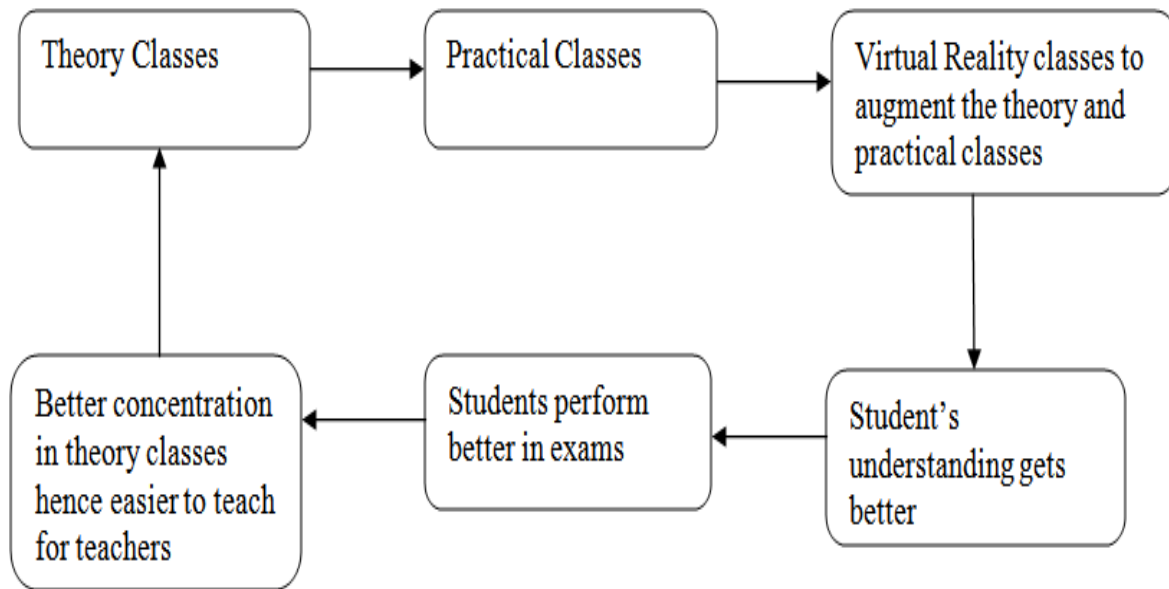 Theory Classes
Practical Classes
Virtual Reality classes to
augment the theory and
practical classes
Student’s
understanding gets
better
Students perform
better in exams
Better concentration
in theory classes
hence easier to teach
for teachers